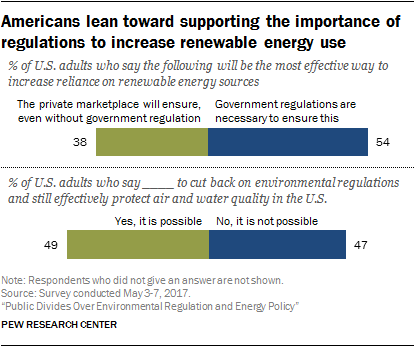 Americans lean toward supporting the importance of
regulations to increase renewable energy use
% of U.S. adults who say the following will be the most effective way to
increase reliance on renewable energy sources
The private marketplace will ensure,
even without government regulation
Government regulations are
necessary to ensure this
38
54
% of U.S. adults who say _____ to cut back on environmental regulations
and still effectively protect air and water quality in the U.S.
Yes, it is possible
No, it is not possible
49
47
Note: Respondents who did not give an answer are not shown.
Source: Survey conducted May 3-7, 2017.
“Public Divides Over Environmental Regulation and Energy Policy”
PEW RESEARCH CENTER